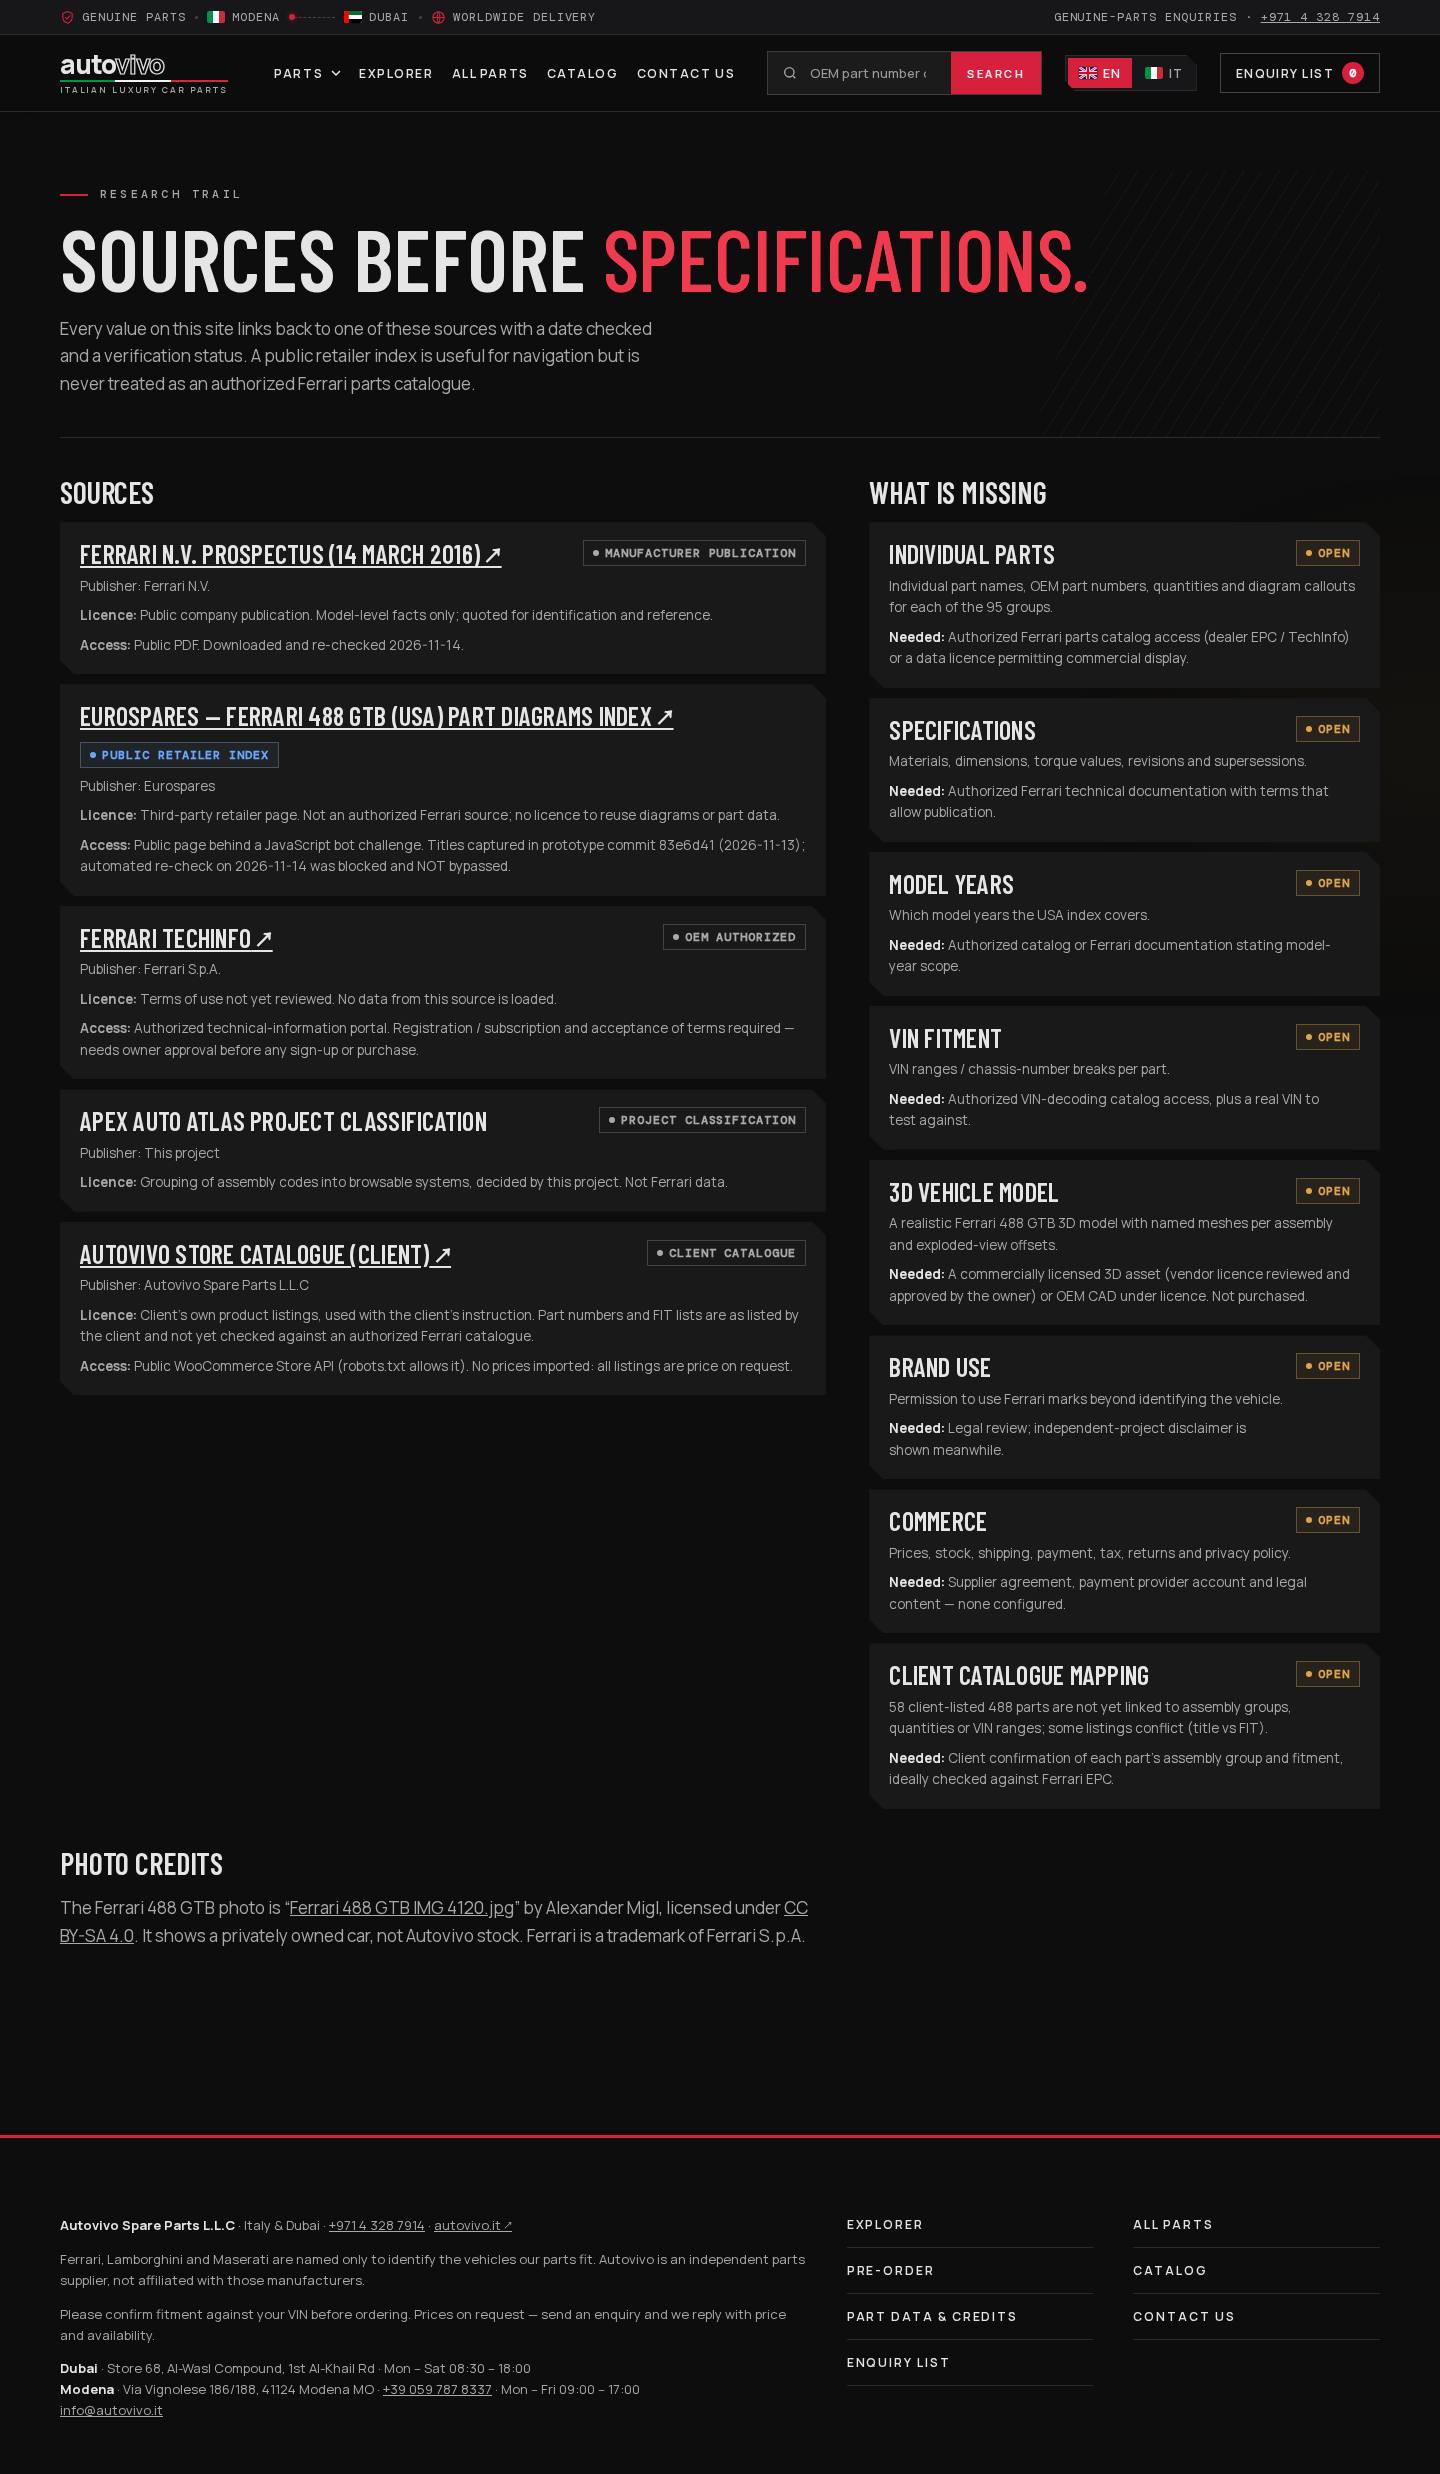 GENUINE PARTS • MODENA DUBAI • WORLDWIDE DELIVERY
GENUINE-PARTS ENQUIRIES · +971 4 328 7914
autovivo
ITALIAN LUXURY CAR PARTS
PARTS
EXPLORER
ALL PARTS
CATALOG
CONTACT US
OEM part number
SEARCH
EN
IT
ENQUIRY LIST 0
RESEARCH TRAIL
SOURCES BEFORE SPECIFICATIONS.
Every value on this site links back to one of these sources with a date checked
and a verification status. A public retailer index is useful for navigation but is
never treated as an authorized Ferrari parts catalogue.
SOURCES
FERRARI N.V. PROSPECTUS (14 MARCH 2016) ↗
MANUFACTURER PUBLICATION
Publisher: Ferrari N.V.
Licence: Public company publication. Model-level facts only; quoted for identification and reference.
Access: Public PDF. Downloaded and re-checked 2026-11-14.
EUROSPARES — FERRARI 488 GTB (USA) PART DIAGRAMS INDEX ↗
PUBLIC RETAILER INDEX
Publisher: Eurospares
Licence: Third-party retailer page. Not an authorized Ferrari source; no licence to reuse diagrams or part data.
Access: Public page behind a JavaScript bot challenge. Titles captured in prototype commit 83e6d41 (2026-11-13);
automated re-check on 2026-11-14 was blocked and NOT bypassed.
FERRARI TECHINFO ↗
OEM AUTHORIZED
Publisher: Ferrari S.p.A.
Licence: Terms of use not yet reviewed. No data from this source is loaded.
Access: Authorized technical-information portal. Registration / subscription and acceptance of terms required —
needs owner approval before any sign-up or purchase.
APEX AUTO ATLAS PROJECT CLASSIFICATION
PROJECT CLASSIFICATION
Publisher: This project
Licence: Grouping of assembly codes into browsable systems, decided by this project. Not Ferrari data.
AUTOVIVO STORE CATALOGUE (CLIENT) ↗
CLIENT CATALOGUE
Publisher: Autovivo Spare Parts L.L.C
Licence: Client's own product listings, used with the client's instruction. Part numbers and FIT lists are as listed by
the client and not yet checked against an authorized Ferrari catalogue.
Access: Public WooCommerce Store API (robots.txt allows it). No prices imported: all listings are price on request.
WHAT IS MISSING
INDIVIDUAL PARTS
OPEN
Individual part names, OEM part numbers, quantities and diagram callouts
for each of the 95 groups.
Needed: Authorized Ferrari parts catalog access (dealer EPC / TechInfo)
or a data licence permitting commercial display.
SPECIFICATIONS
OPEN
Materials, dimensions, torque values, revisions and supersessions.
Needed: Authorized Ferrari technical documentation with terms that
allow publication.
MODEL YEARS
OPEN
Which model years the USA index covers.
Needed: Authorized catalog or Ferrari documentation stating model-
year scope.
VIN FITMENT
OPEN
VIN ranges / chassis-number breaks per part.
Needed: Authorized VIN-decoding catalog access, plus a real VIN to
test against.
3D VEHICLE MODEL
OPEN
A realistic Ferrari 488 GTB 3D model with named meshes per assembly
and exploded-view offsets.
Needed: A commercially licensed 3D asset (vendor licence reviewed and
approved by the owner) or OEM CAD under licence. Not purchased.
BRAND USE
OPEN
Permission to use Ferrari marks beyond identifying the vehicle.
Needed: Legal review; independent-project disclaimer is
shown meanwhile.
COMMERCE
OPEN
Prices, stock, shipping, payment, tax, returns and privacy policy.
Needed: Supplier agreement, payment provider account and legal
content — none configured.
CLIENT CATALOGUE MAPPING
OPEN
58 client-listed 488 parts are not yet linked to assembly groups,
quantities or VIN ranges; some listings conflict (title vs FIT).
Needed: Client confirmation of each part's assembly group and fitment,
ideally checked against Ferrari EPC.
PHOTO CREDITS
The Ferrari 488 GTB photo is “Ferrari 488 GTB IMG 4120.jpg” by Alexander Migl, licensed under CC
BY-SA 4.0. It shows a privately owned car, not Autovivo stock. Ferrari is a trademark of Ferrari S.p.A.
Autovivo Spare Parts L.L.C · Italy & Dubai · +971 4 328 7914 · autovivo.it ↗
Ferrari, Lamborghini and Maserati are named only to identify the vehicles our parts fit. Autovivo is an independent parts
supplier, not affiliated with those manufacturers.
Please confirm fitment against your VIN before ordering. Prices on request — send an enquiry and we reply with price
and availability.
Dubai · Store 68, Al-Wasl Compound, 1st Al-Khail Rd · Mon – Sat 08:30 – 18:00
Modena · Via Vignolese 186/188, 41124 Modena MO · +39 059 787 8337 · Mon – Fri 09:00 – 17:00
info@autovivo.it
EXPLORER
ALL PARTS
PRE-ORDER
CATALOG
PART DATA & CREDITS
CONTACT US
ENQUIRY LIST